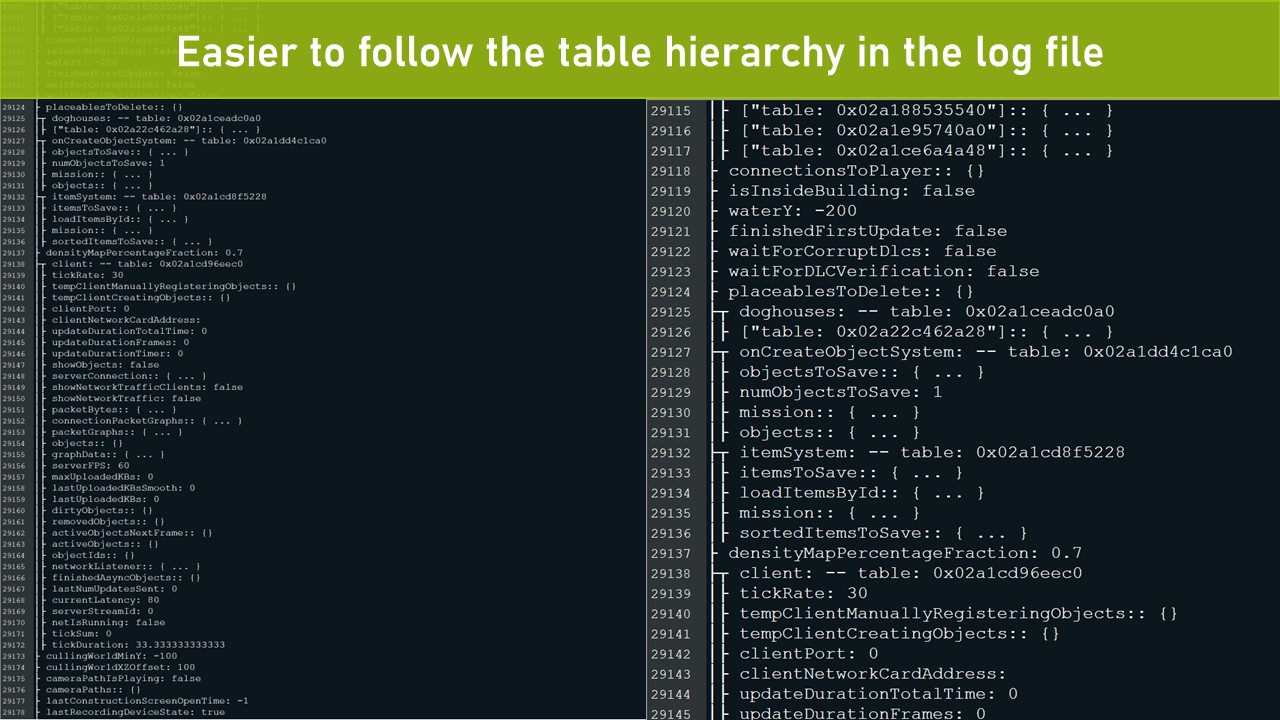 Easier to follow the table hierarchy in the log file
29124 ├ placeablesToDelete:: {}
29125 ├┬ doghouses: -- table: 0x02a1ceadc0a0
29126 │├ ["table: 0x02a22c462a28"]:: { ... }
29127 ├┬ onCreateObjectSystem: -- table: 0x02a1dd4c1ca0
29128 │├ objectsToSave:: { ... }
29129 │├ numObjectsToSave: 1
29130 │├ mission:: { ... }
29131 │├ objects:: { ... }
29132 ├┬ itemSystem: -- table: 0x02a1cd8f5228
29133 │├ itemsToSave:: { ... }
29134 │├ loadItemsById:: { ... }
29135 │├ mission:: { ... }
29136 │├ sortedItemsToSave:: { ... }
29137 ├ densityMapPercentageFraction: 0.7
29138 ├┬ client: -- table: 0x02a1cd96eec0
29139 │├ tickRate: 30
29140 │├ tempClientManuallyRegisteringObjects:: {}
29141 │├ tempClientCreatingObjects:: {}
29142 │├ clientPort: 0
29143 │├ clientNetworkCardAddress:
29144 │├ updateDurationTotalTime: 0
29145 │├ updateDurationFrames: 0
29146 │├ updateDurationTimer: 0
29147 │├ showObjects: false
29148 │├ serverConnection:: { ... }
29149 │├ showNetworkTrafficClients: false
29150 │├ showNetworkTraffic: false
29151 │├ packetBytes:: { ... }
29152 │├ connectionPacketGraphs:: { ... }
29153 │├ packetGraphs:: { ... }
29154 │├ objects:: {}
29155 │├ graphData:: { ... }
29156 │├ serverFPS: 60
29157 │├ maxUploadedKBs: 0
29158 │├ lastUploadedKBsSmooth: 0
29159 │├ lastUploadedKBs: 0
29160 │├ dirtyObjects:: {}
29161 │├ removedObjects:: {}
29162 │├ activeObjectsNextFrame:: {}
29163 │├ activeObjects:: {}
29164 │├ objectIds:: {}
29165 │├ networkListener:: { ... }
29166 │├ finishedAsyncObjects:: {}
29167 │├ lastNumUpdatesSent: 0
29168 │├ currentLatency: 80
29169 │├ serverStreamId: 0
29170 │├ netIsRunning: false
29171 │├ tickSum: 0
29172 │├ tickDuration: 33.333333333333
29173 ├ cullingWorldMinY: -100
29174 ├ cullingWorldXZOffset: 100
29175 ├ cameraPathIsPlaying: false
29176 ├ cameraPaths:: {}
29177 ├ lastConstructionScreenOpenTime: -1
29178 ├ lastRecordingDeviceState: true
29115 │├ ["table: 0x02a188535540"]:: { ... }
29116 │├ ["table: 0x02a1e95740a0"]:: { ... }
29117 │├ ["table: 0x02a1ce6a4a48"]:: { ... }
29118 ├ connectionsToPlayer:: {}
29119 ├ isInsideBuilding: false
29120 ├ waterY: -200
29121 ├ finishedFirstUpdate: false
29122 ├ waitForCorruptDlcs: false
29123 ├ waitForDLCVerification: false
29124 ├ placeablesToDelete:: {}
29125 ├┬ doghouses: -- table: 0x02a1ceadc0a0
29126 │├ ["table: 0x02a22c462a28"]:: { ... }
29127 ├┬ onCreateObjectSystem: -- table: 0x02a1dd4c1ca0
29128 │├ objectsToSave:: { ... }
29129 │├ numObjectsToSave: 1
29130 │├ mission:: { ... }
29131 │├ objects:: { ... }
29132 ├┬ itemSystem: -- table: 0x02a1cd8f5228
29133 │├ itemsToSave:: { ... }
29134 │├ loadItemsById:: { ... }
29135 │├ mission:: { ... }
29136 │├ sortedItemsToSave:: { ... }
29137 ├ densityMapPercentageFraction: 0.7
29138 ├┬ client: -- table: 0x02a1cd96eec0
29139 │├ tickRate: 30
29140 │├ tempClientManuallyRegisteringObjects:: {}
29141 │├ tempClientCreatingObjects:: {}
29142 │├ clientPort: 0
29143 │├ clientNetworkCardAddress:
29144 │├ updateDurationTotalTime: 0
29145 │├ updateDurationFrames: 0